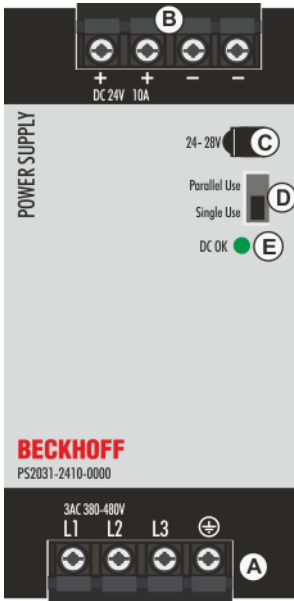 B
+ + − −
DC 24V 10A
POWER SUPPLY
24-28V C
Parallel Use
D
Single Use
DC OK E
BECKHOFF
PS2031-2410-0000
3AC 380-480V
L1 L2 L3
A